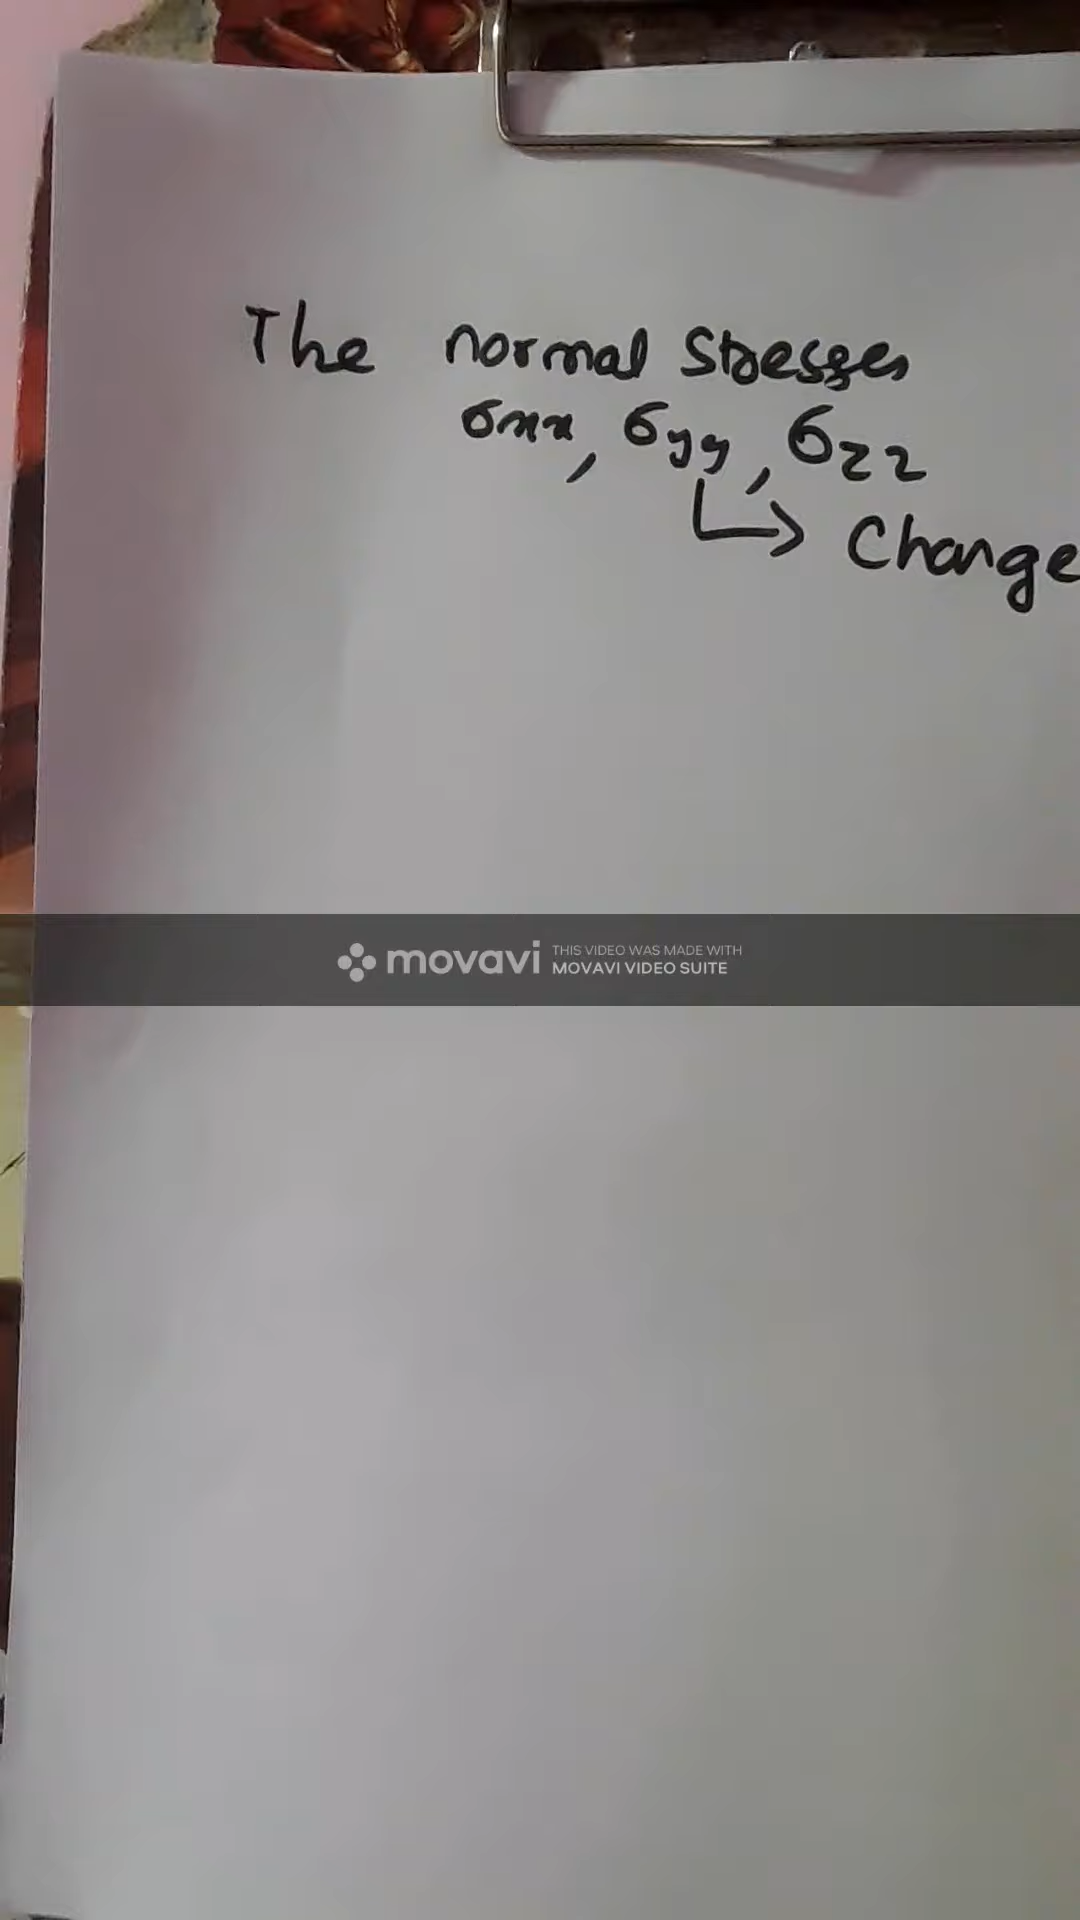 The normal stresses
σxx, σyy, σzz
↳ Change
movavi THIS VIDEO WAS MADE WITH
MOVAVI VIDEO SUITE